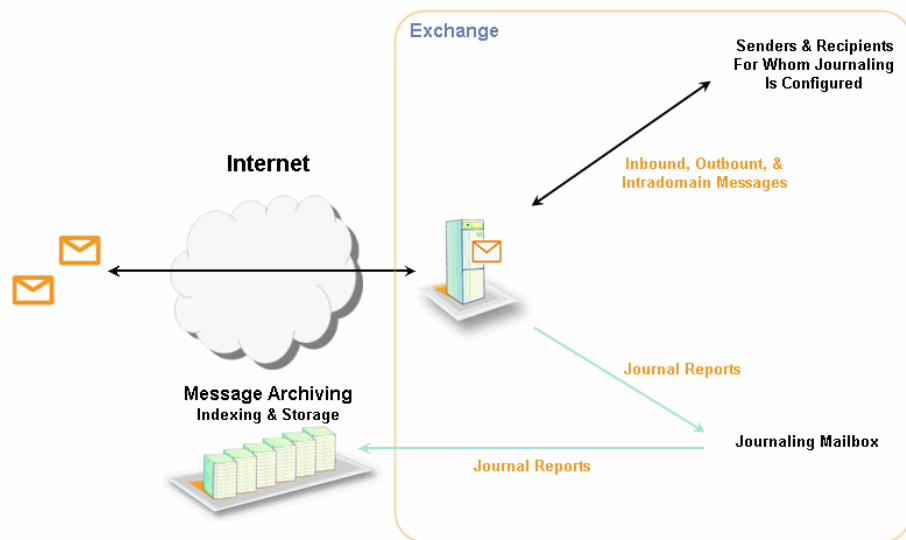 Exchange
Senders & Recipients
For Whom Journaling
Is Configured
Internet
Inbound, Outbount, &
Intradomain Messages
Journal Reports
Message Archiving
Indexing & Storage
Journaling Mailbox
Journal Reports